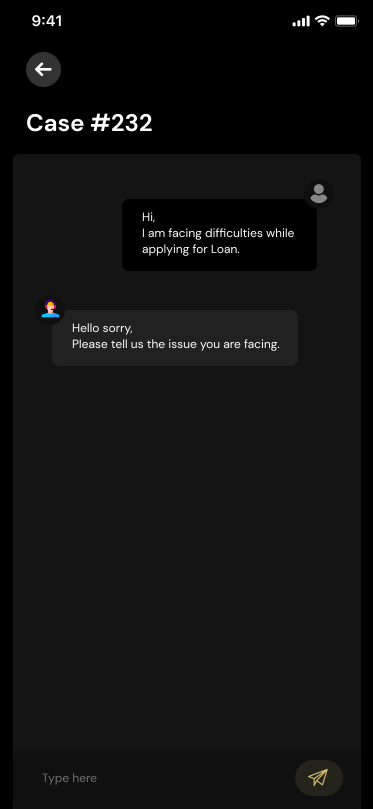 9:41
Case #232
Hi,
I am facing difficulties while
applying for Loan.
Hello sorry,
Please tell us the issue you are facing.
Type here